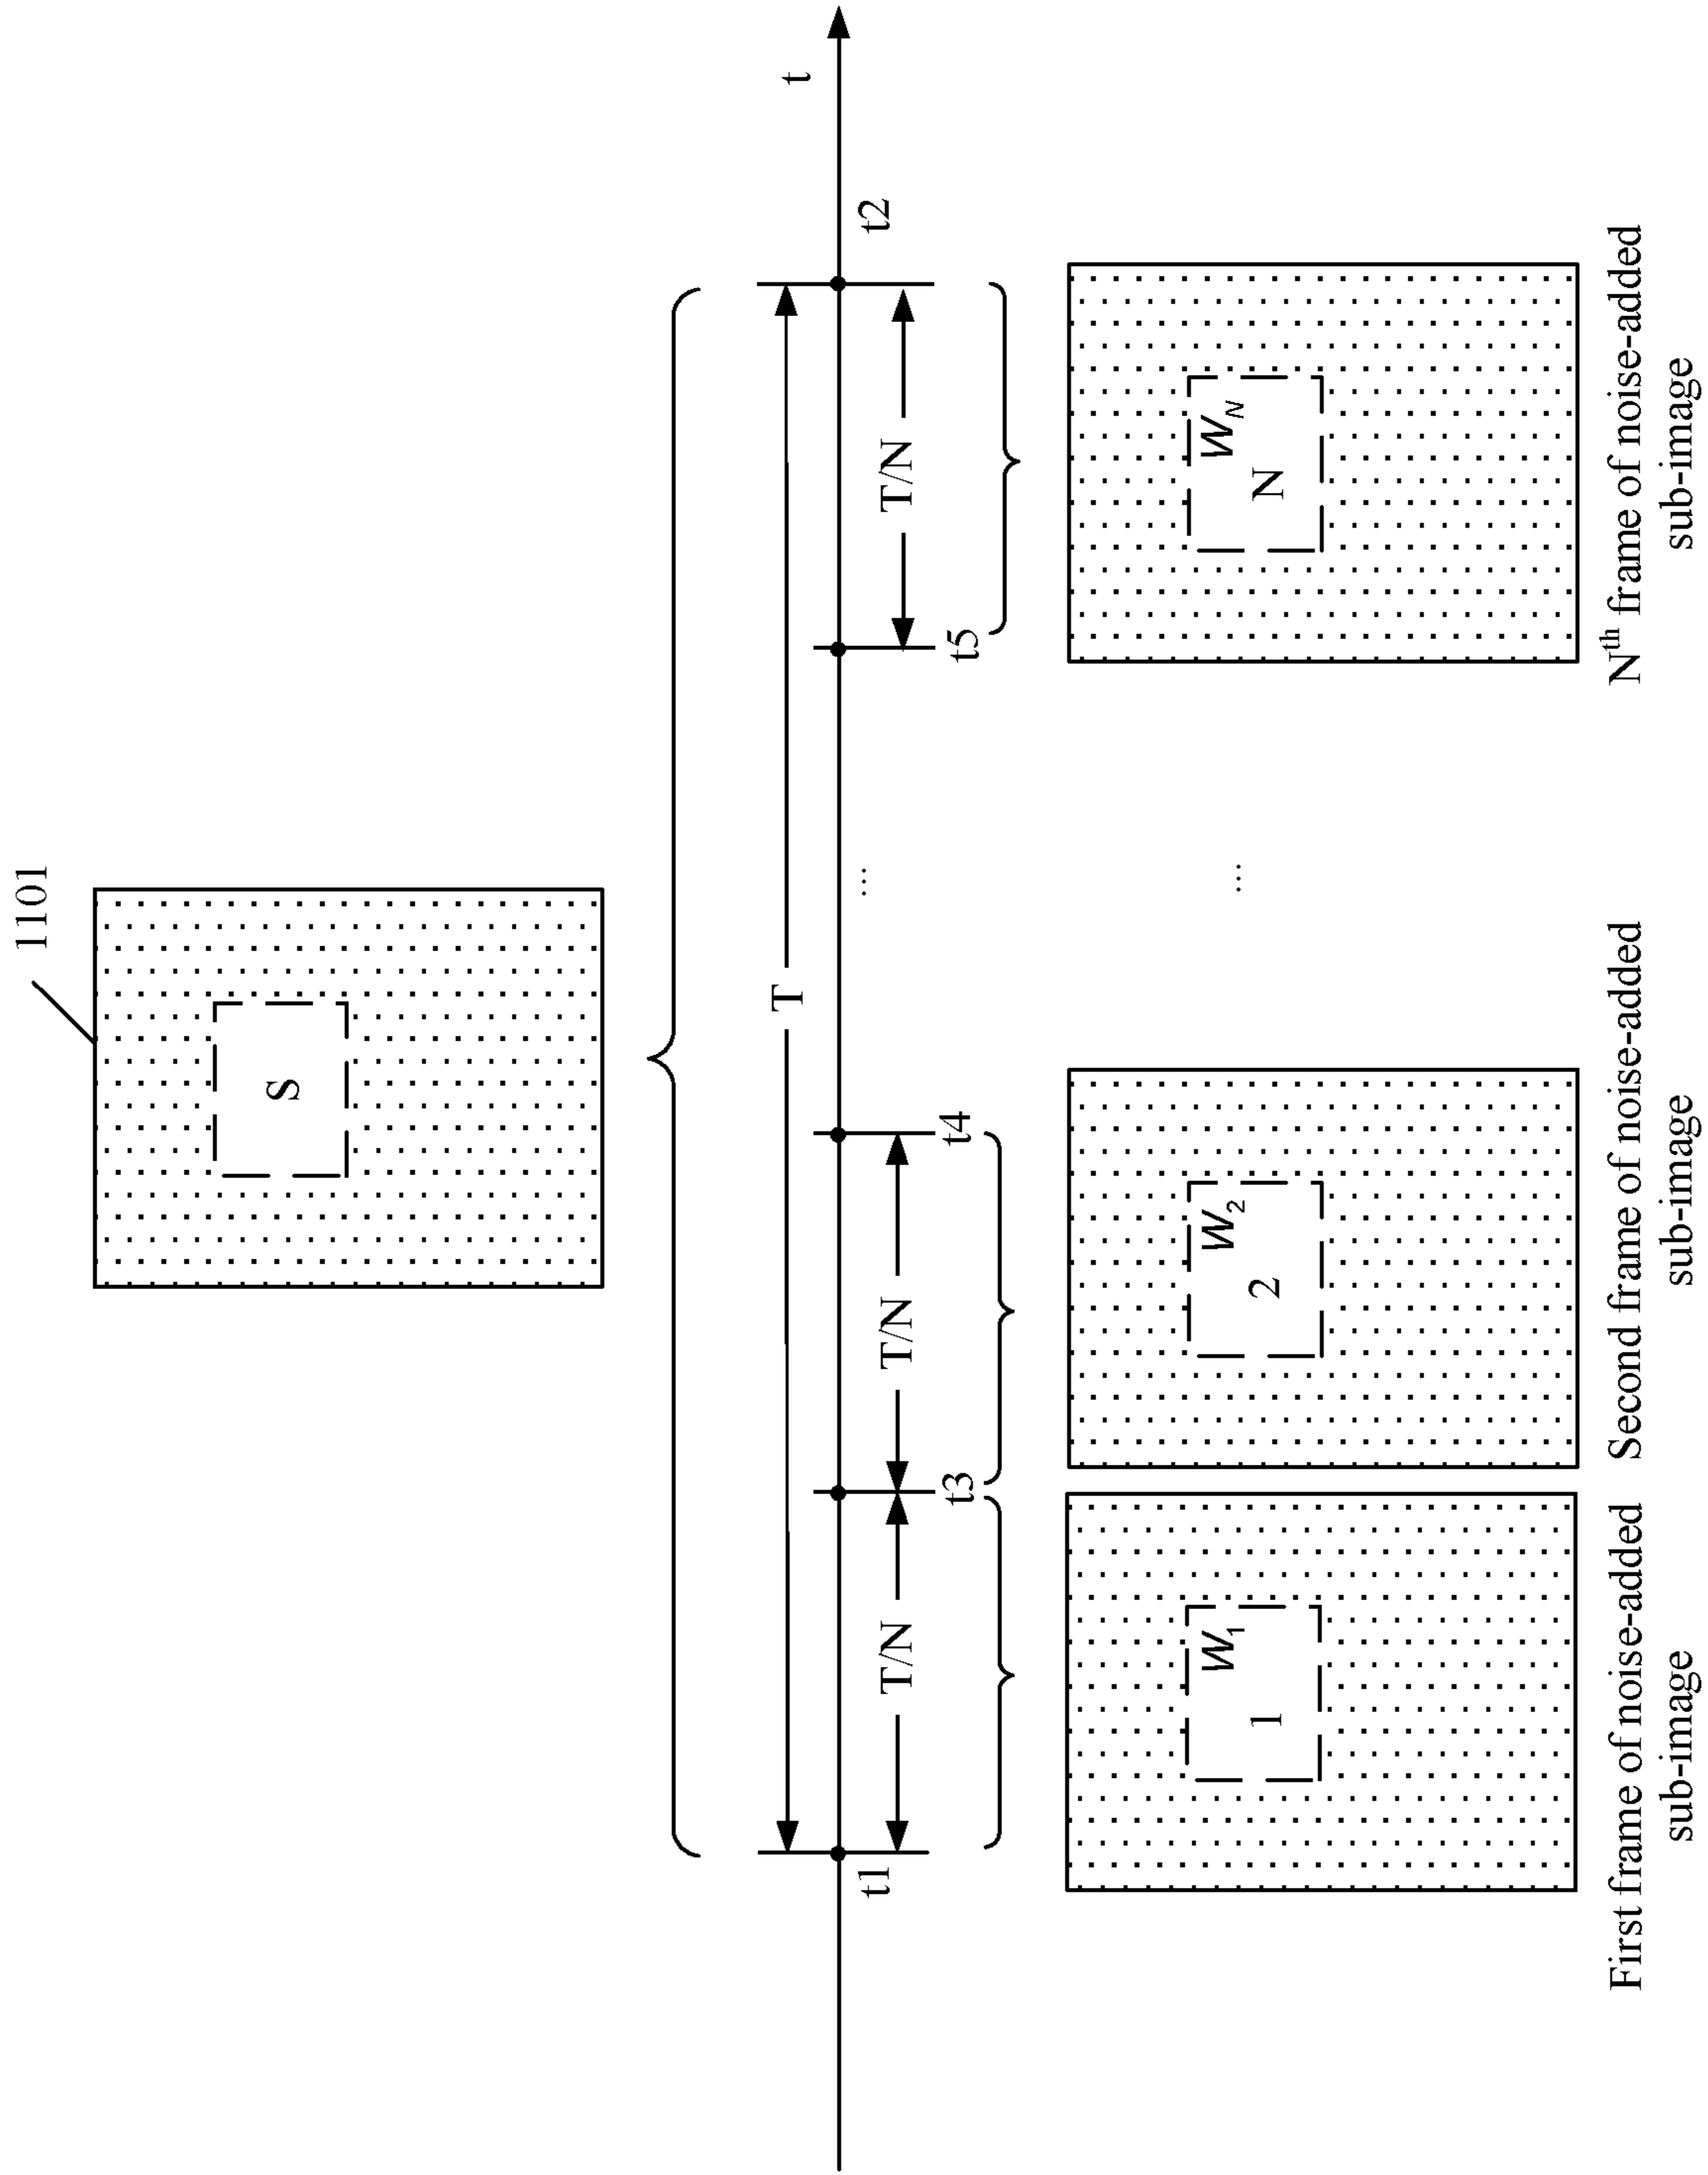 1101
S
T
t
t1
t2
T/N
T/N
...
T/N
t3
t4
t5
W1
1
W2
2
...
WN
N
First frame of noise-added
sub-image
Second frame of noise-added
sub-image
Nth frame of noise-added
sub-image